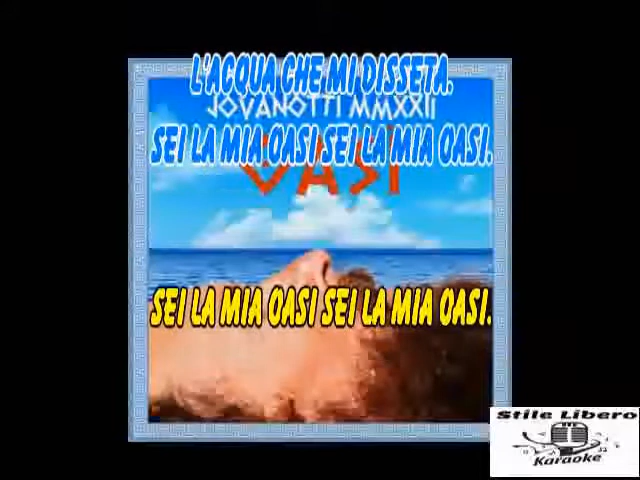 L'ACQUA CHE MI DISSETA.
JOVANOTTI MMXXII
SEI LA MIA OASI SEI LA MIA OASI.
OASI
SEI LA MIA OASI SEI LA MIA OASI.
Stile Libero
Karaoke